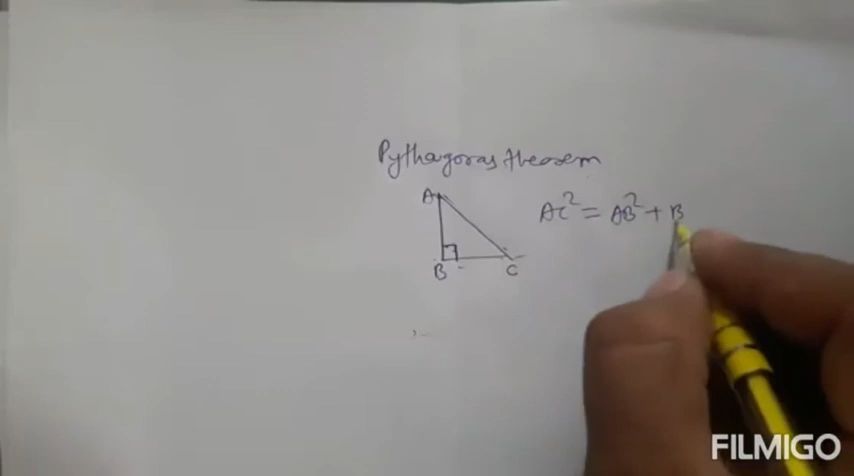 Pythagoras theorem
A
AC² = AB² + B
B
C
FILMIGO